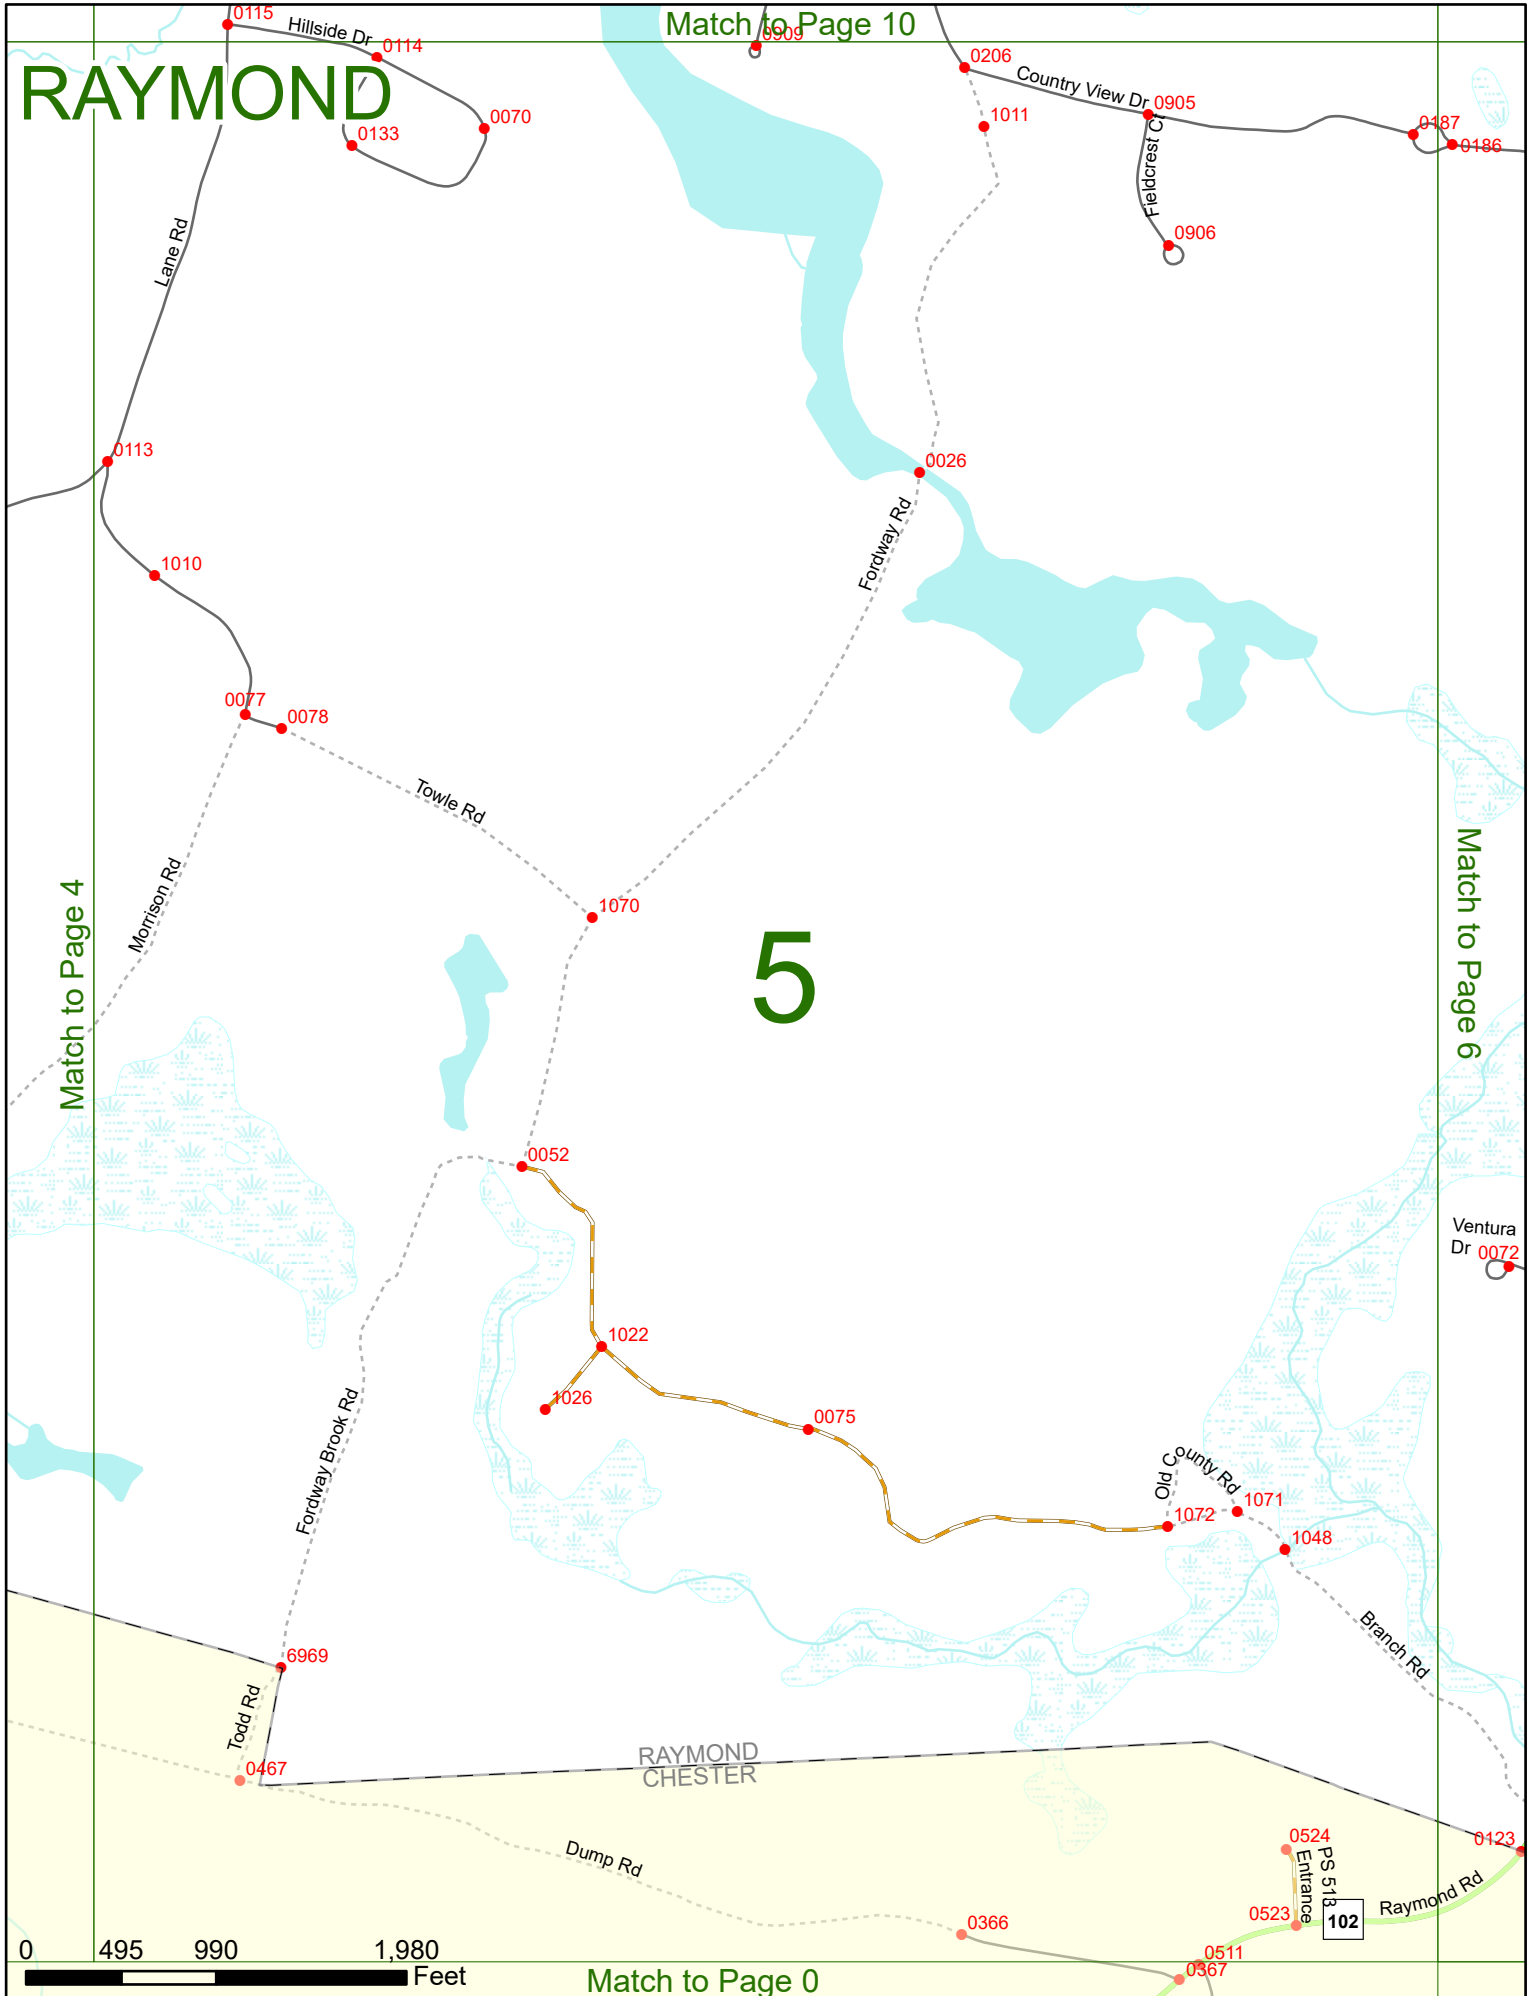 Match to Page 10
0115
Hillside Dr
0114
0909
0206
RAYMOND
Country View Dr
0905
0070
1011
0187
0133
0186
Fieldcrest Ct
0906
Lane Rd
0113
0026
Fordway Rd
1010
0077
0078
Towle Rd
Morrison Rd
Match to Page 4
1070
5
Match to Page 6
0052
Ventura
Dr
0072
1022
1026
0075
Fordway Brook Rd
Old County Rd
1071
1072
1048
Branch Rd
6969
Todd Rd
0467
RAYMOND
CHESTER
Dump Rd
0524
0123
PS 513
Entrance
Raymond Rd
0523
102
0366
0511
0367
0 495 990 1,980
Feet
Match to Page 0